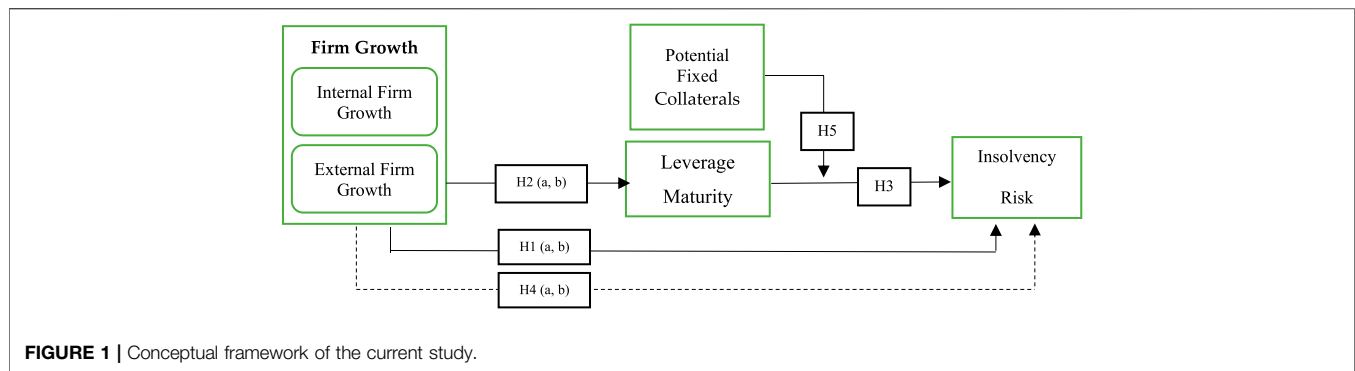 Firm Growth
Internal Firm
Growth
External Firm
Growth
H2 (a, b)
Potential
Fixed
Collaterals
H5
Leverage
Maturity
H3
Insolvency
Risk
H1 (a, b)
H4 (a, b)
FIGURE 1 | Conceptual framework of the current study.